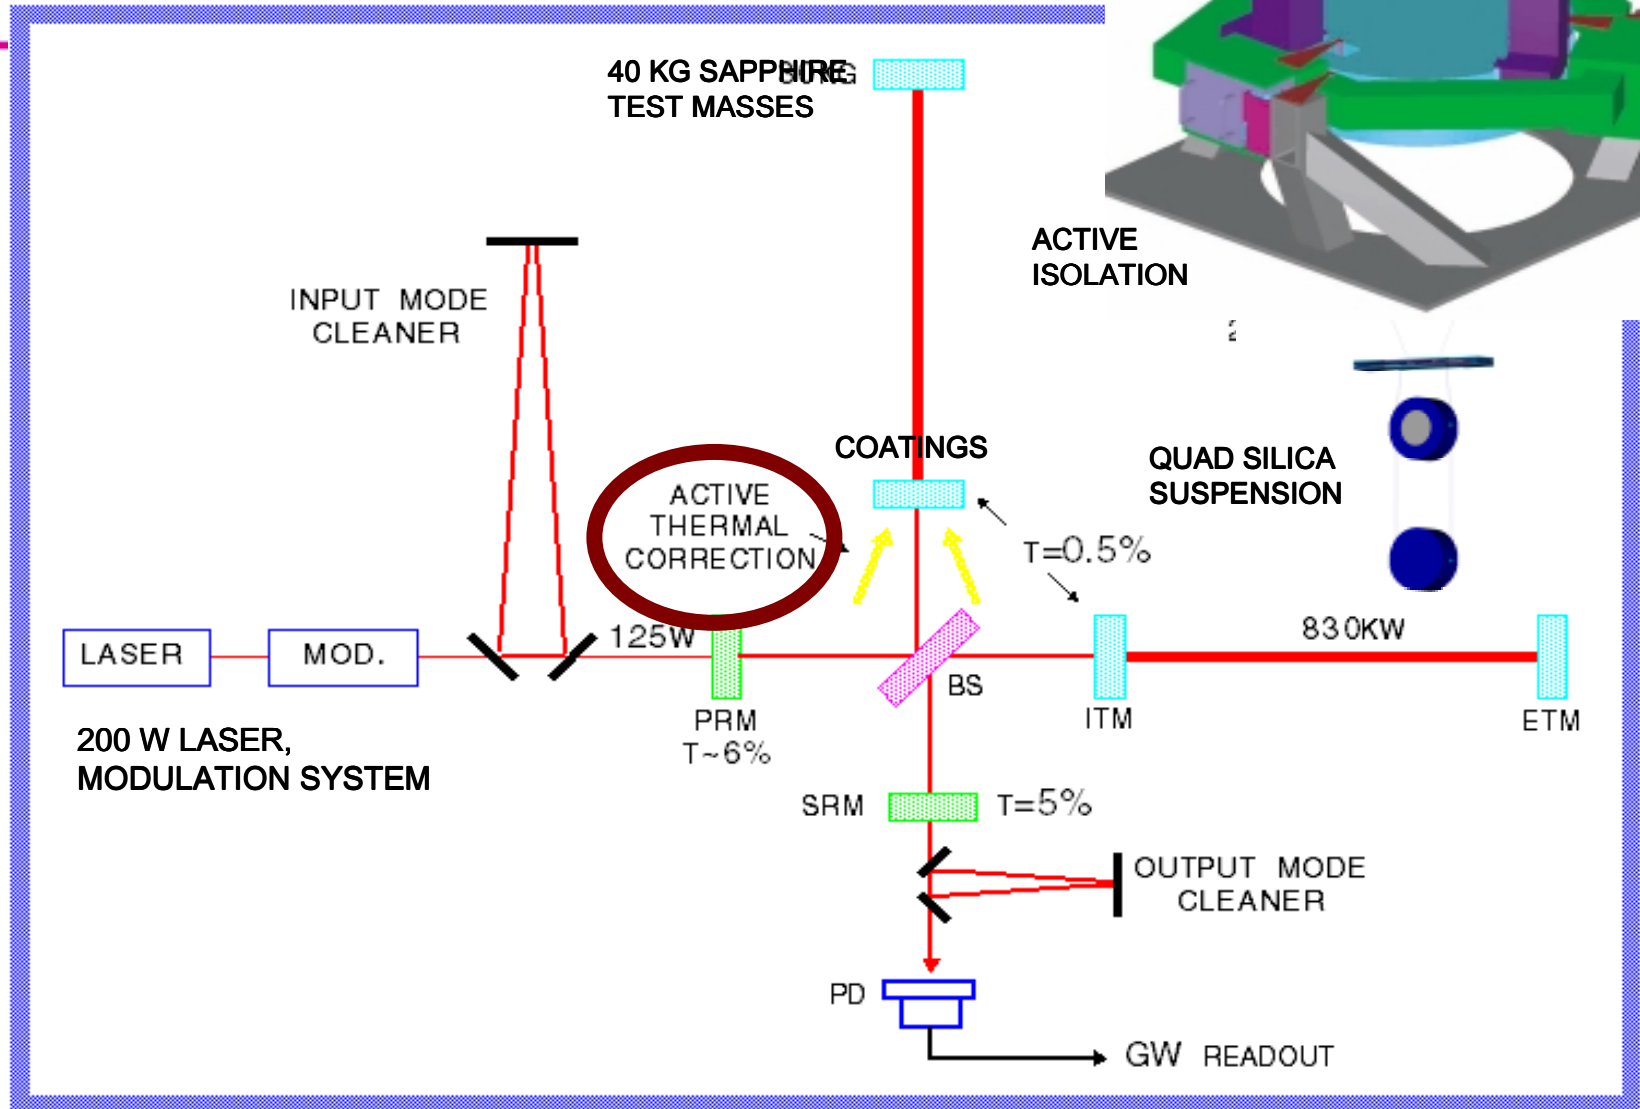 40 KG SAPPHIRE
TEST MASSES
ACTIVE
ISOLATION
INPUT MODE
CLEANER
COATINGS
QUAD SILICA
SUSPENSION
ACTIVE
THERMAL
CORRECTION
T=0.5%
125W
830KW
LASER
MOD.
BS
PRM
T~6%
ITM
ETM
200 W LASER,
MODULATION SYSTEM
SRM
T=5%
OUTPUT MODE
CLEANER
PD
GW READOUT